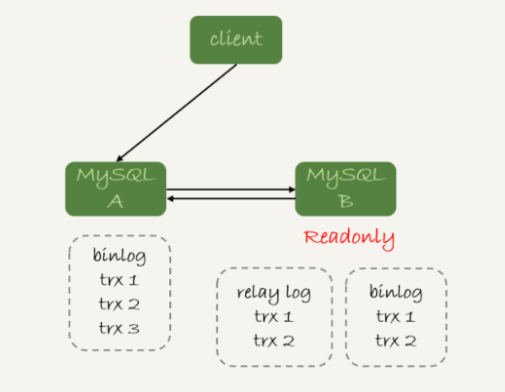 client
MySQL
A
MySQL
B
Readonly
binlog
trx 1
trx 2
trx 3
relay log
trx 1
trx 2
binlog
trx 1
trx 2